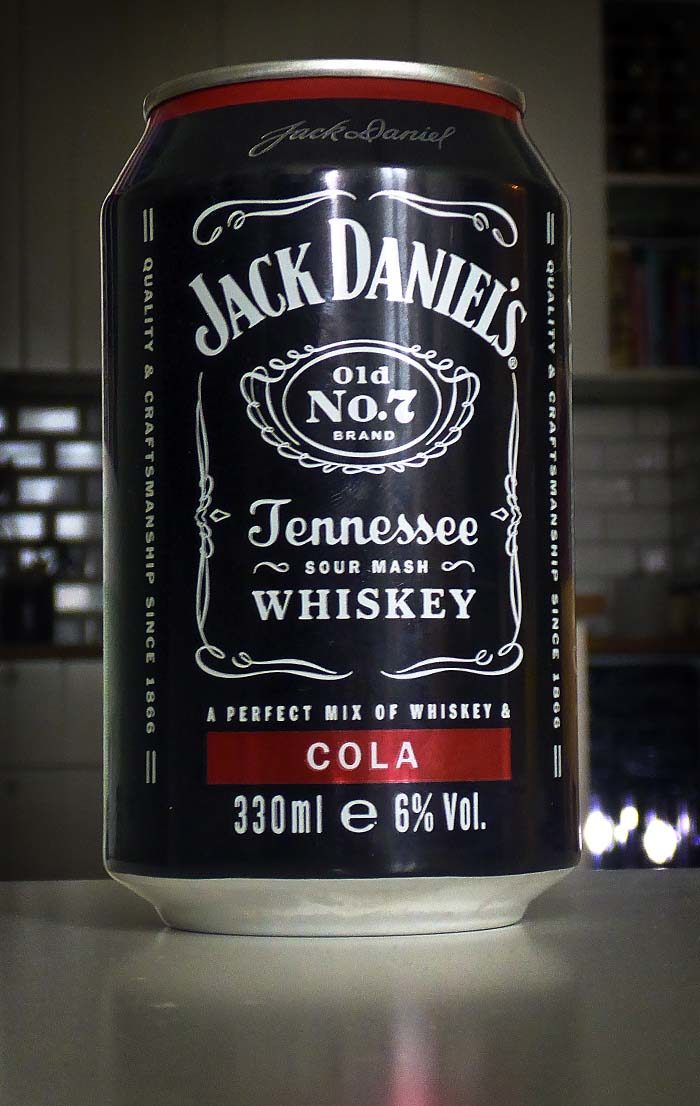 Jack Daniel
JACK DANIEL'S®
Old
No.7
BRAND
Tennessee
SOUR MASH
WHISKEY
A PERFECT MIX OF WHISKEY &
COLA
330ml e 6% Vol.
QUALITY & CRAFTSMANSHIP SINCE 1866
QUALITY & CRAFTSMANSHIP SINCE 1866